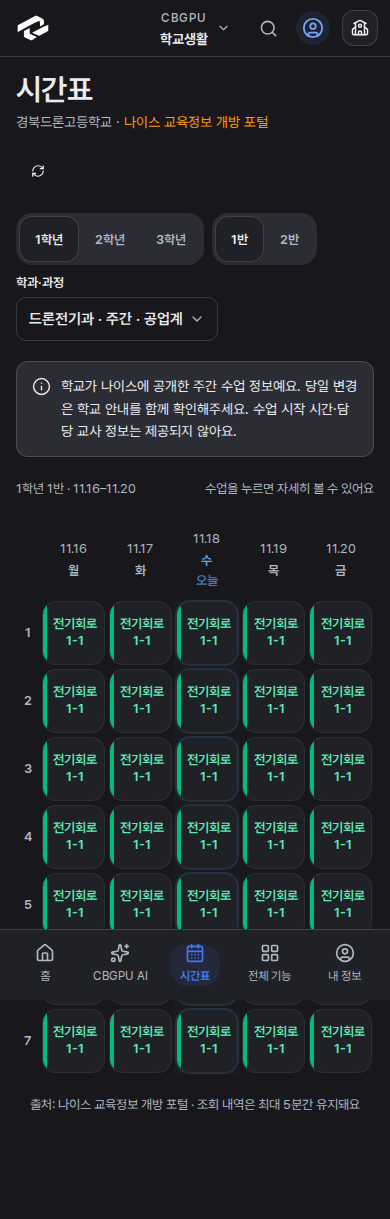 CBGPU
학교생활
시간표
경북드론고등학교 · 나이스 교육정보 개방 포털
1학년 2학년 3학년 1반 2반
학과·과정
드론전기과 · 주간 · 공업계
학교가 나이스에 공개한 주간 수업 정보예요. 당일 변경
은 학교 안내를 함께 확인해주세요. 수업 시작 시간·담
당 교사 정보는 제공되지 않아요.
1학년 1반 · 11.16–11.20 수업을 누르면 자세히 볼 수 있어요
11.16 11.17 11.18 11.19 11.20
월 화 수 목 금
오늘
1 전기회로 전기회로 전기회로 전기회로 전기회로
1-1 1-1 1-1 1-1 1-1
2 전기회로 전기회로 전기회로 전기회로 전기회로
1-1 1-1 1-1 1-1 1-1
3 전기회로 전기회로 전기회로 전기회로 전기회로
1-1 1-1 1-1 1-1 1-1
4 전기회로 전기회로 전기회로 전기회로 전기회로
1-1 1-1 1-1 1-1 1-1
5 전기회로 전기회로 전기회로 전기회로 전기회로
1-1 1-1 1-1 1-1 1-1
홈 CBGPU AI 시간표 전체 기능 내 정보
7 전기회로 전기회로 전기회로 전기회로 전기회로
1-1 1-1 1-1 1-1 1-1
출처: 나이스 교육정보 개방 포털 · 조회 내역은 최대 5분간 유지돼요